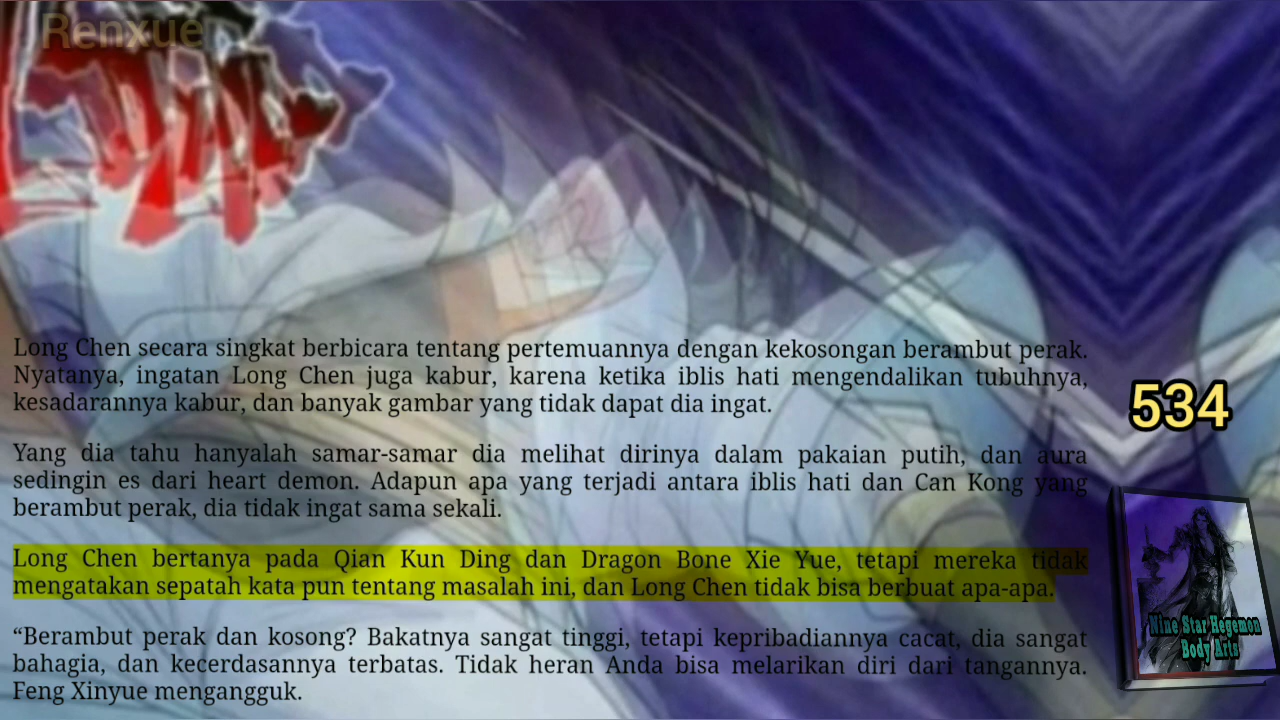 Renxue
Long Chen secara singkat berbicara tentang pertemuannya dengan kekosongan berambut perak.
Nyatanya, ingatan Long Chen juga kabur, karena ketika iblis hati mengendalikan tubuhnya,
kesadarannya kabur, dan banyak gambar yang tidak dapat dia ingat.
Yang dia tahu hanyalah samar-samar dia melihat dirinya dalam pakaian putih, dan aura
sedingin es dari heart demon. Adapun apa yang terjadi antara iblis hati dan Can Kong yang
berambut perak, dia tidak ingat sama sekali.
Long Chen bertanya pada Qian Kun Ding dan Dragon Bone Xie Yue, tetapi mereka tidak
mengatakan sepatah kata pun tentang masalah ini, dan Long Chen tidak bisa berbuat apa-apa.
“Berambut perak dan kosong? Bakatnya sangat tinggi, tetapi kepribadiannya cacat, dia sangat
bahagia, dan kecerdasannya terbatas. Tidak heran Anda bisa melarikan diri dari tangannya.
Feng Xinyue mengangguk.
534
Nine Star Hegemon
Body Arts